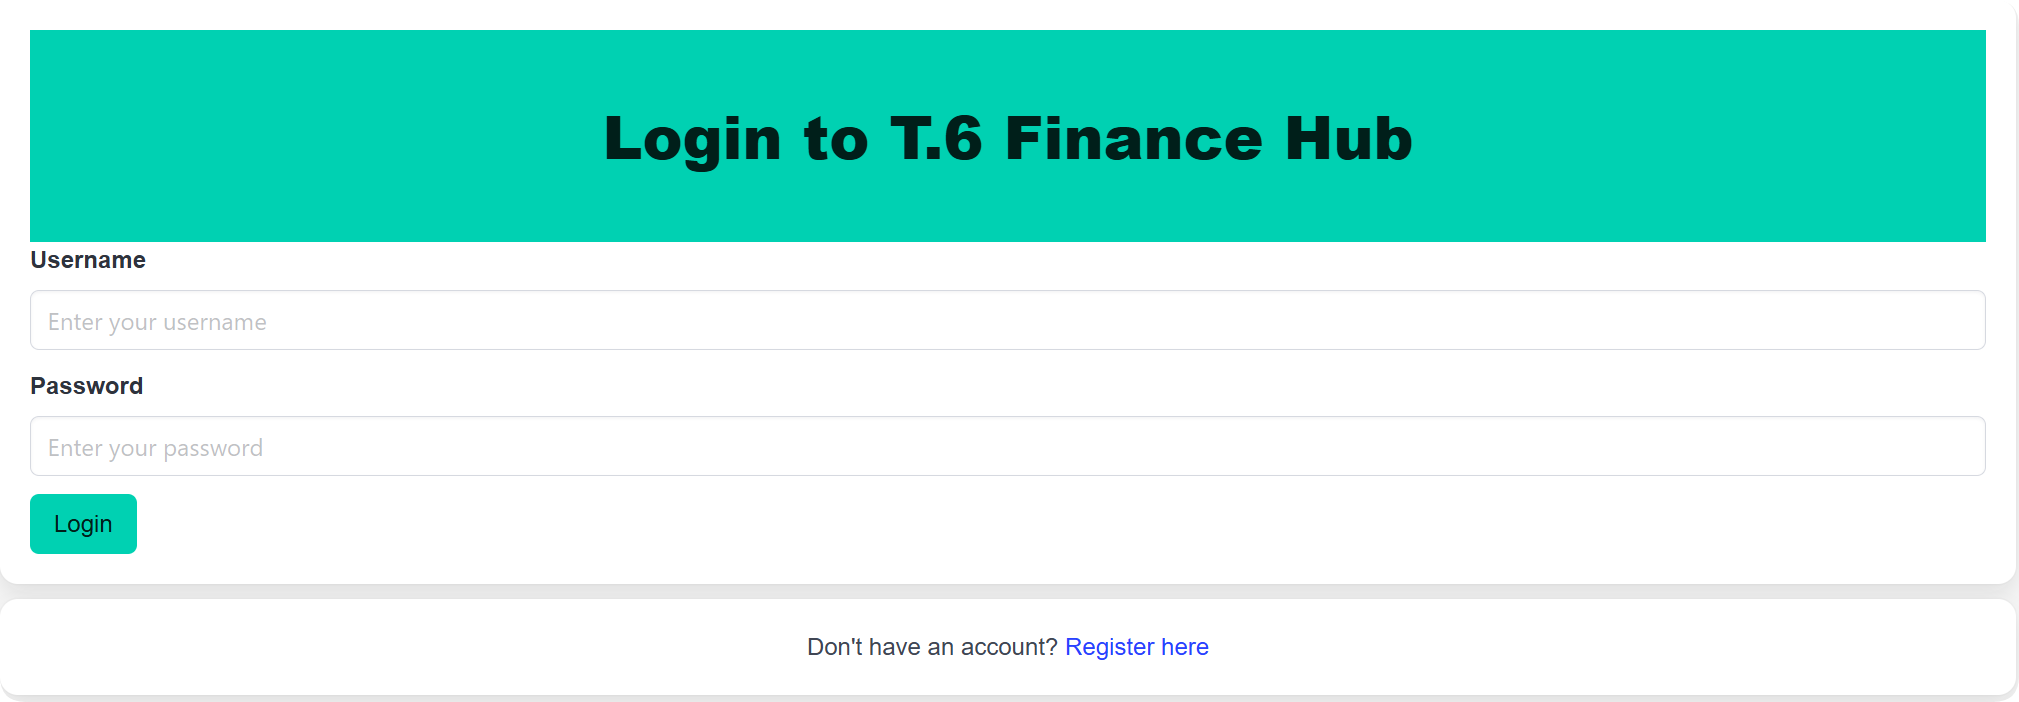 Login to T.6 Finance Hub
Username
Enter your username
Password
Enter your password
Login
Don't have an account? Register here